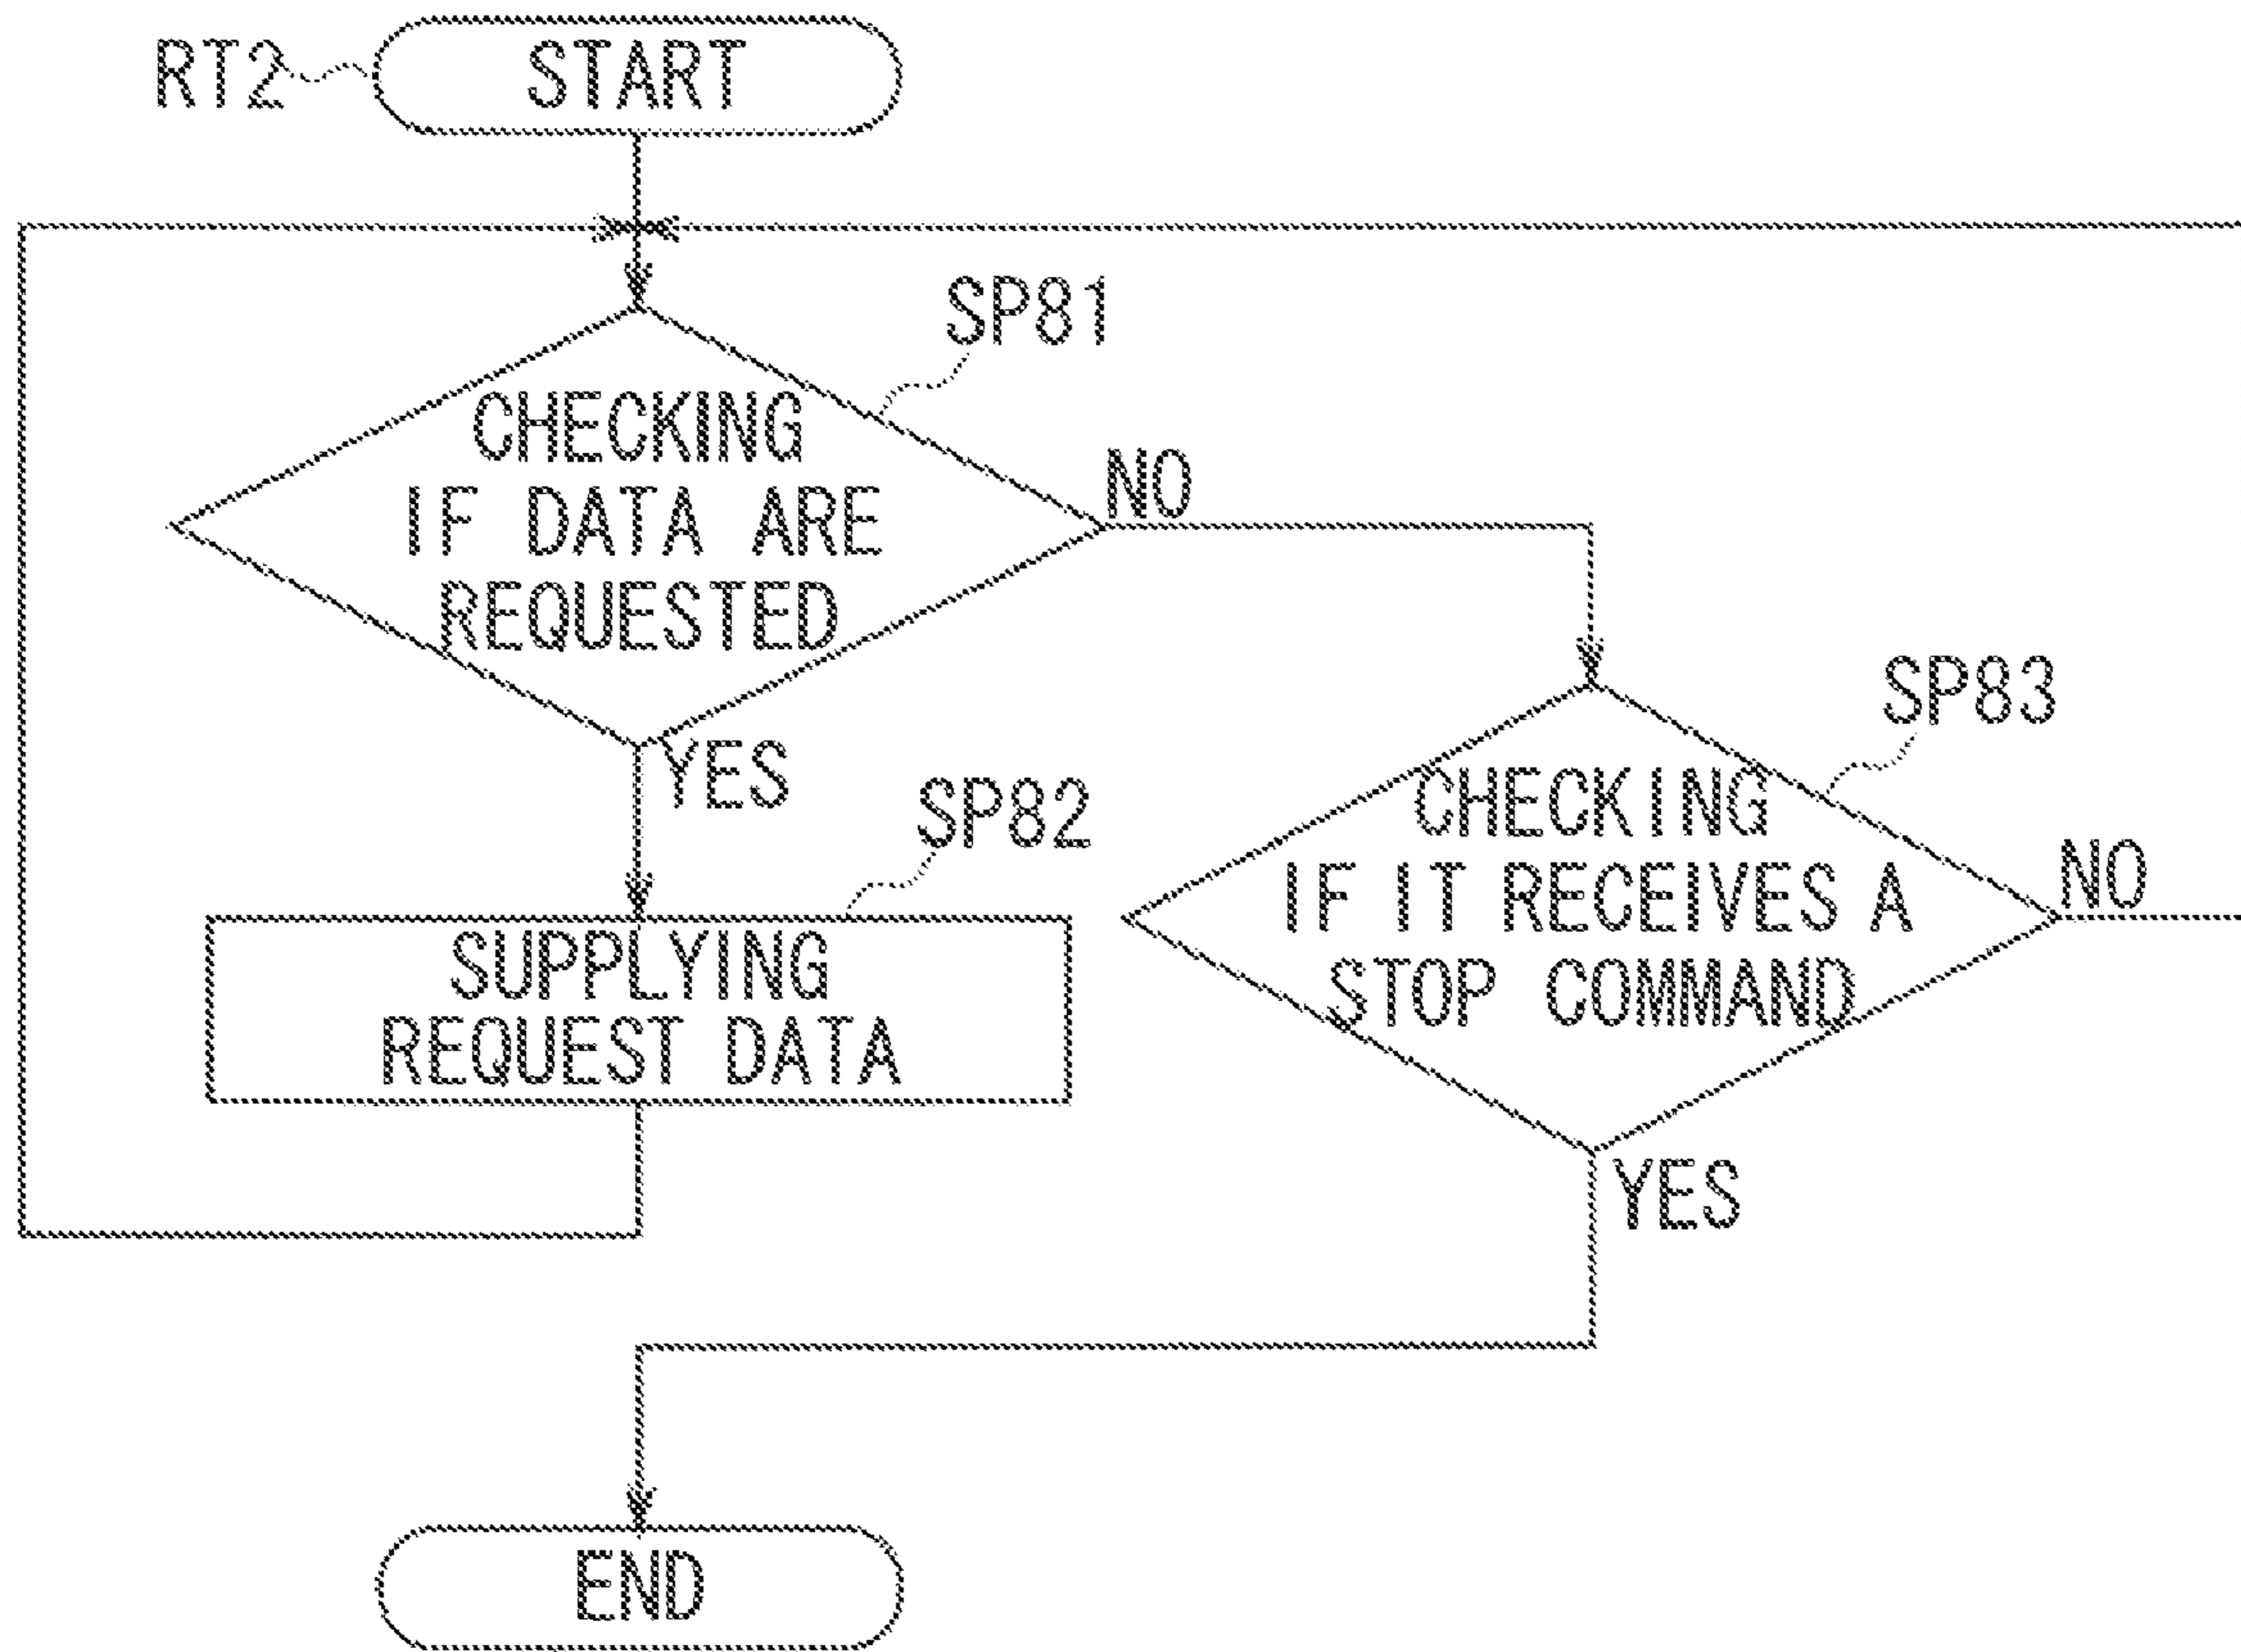 RT2
START
SP81
CHECKING
IF DATA ARE
REQUESTED
NO
YES
SP82
SUPPLYING
REQUEST DATA
SP83
CHECKING
IF IT RECEIVES A
STOP COMMAND
NO
YES
END